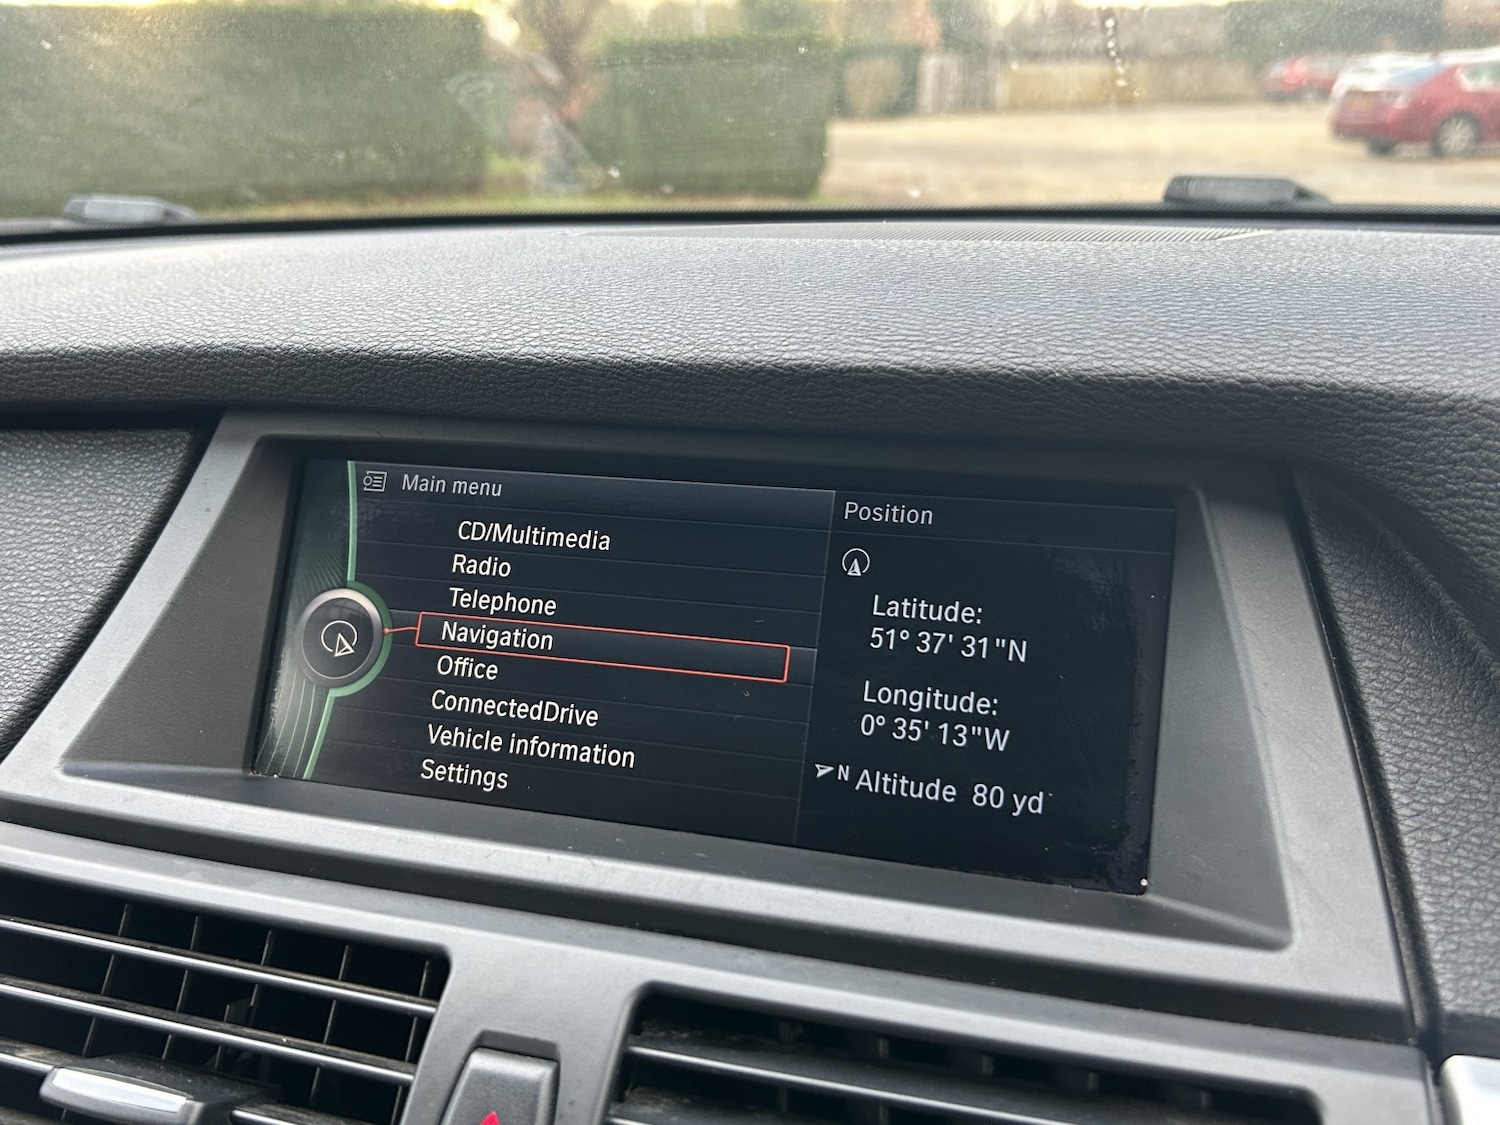 Main menu
CD/Multimedia
Radio
Telephone
Navigation
Office
ConnectedDrive
Vehicle information
Settings
Position
Latitude:
51° 37' 31"N
Longitude:
0° 35' 13"W
N Altitude 80 yd